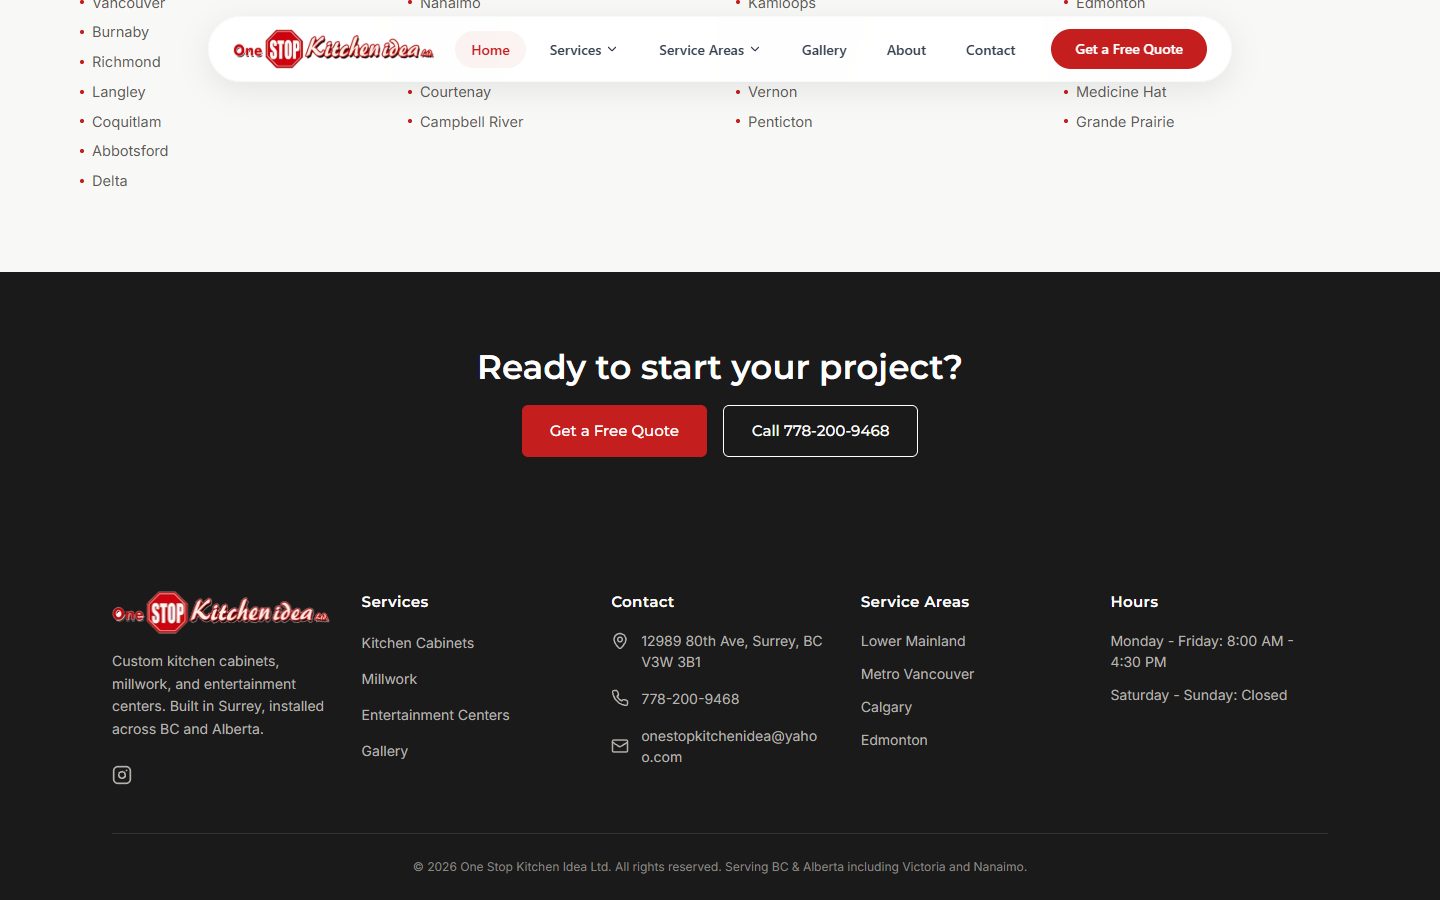 Vancouver
Nanaimo
Kamloops
Edmonton
One STOP Kitchen idea Ltd.
Home
Services
Service Areas
Gallery
About
Contact
Get a Free Quote
Burnaby
Richmond
Langley
Coquitlam
Abbotsford
Delta
Courtenay
Campbell River
Vernon
Penticton
Medicine Hat
Grande Prairie
Ready to start your project?
Get a Free Quote
Call 778-200-9468
One STOP Kitchen idea Ltd.
Custom kitchen cabinets,
millwork, and entertainment
centers. Built in Surrey, installed
across BC and Alberta.
Services
Kitchen Cabinets
Millwork
Entertainment Centers
Gallery
Contact
12989 80th Ave, Surrey, BC
V3W 3B1
778-200-9468
onestopkitchenidea@yaho
o.com
Service Areas
Lower Mainland
Metro Vancouver
Calgary
Edmonton
Hours
Monday - Friday: 8:00 AM -
4:30 PM
Saturday - Sunday: Closed
© 2026 One Stop Kitchen Idea Ltd. All rights reserved. Serving BC & Alberta including Victoria and Nanaimo.